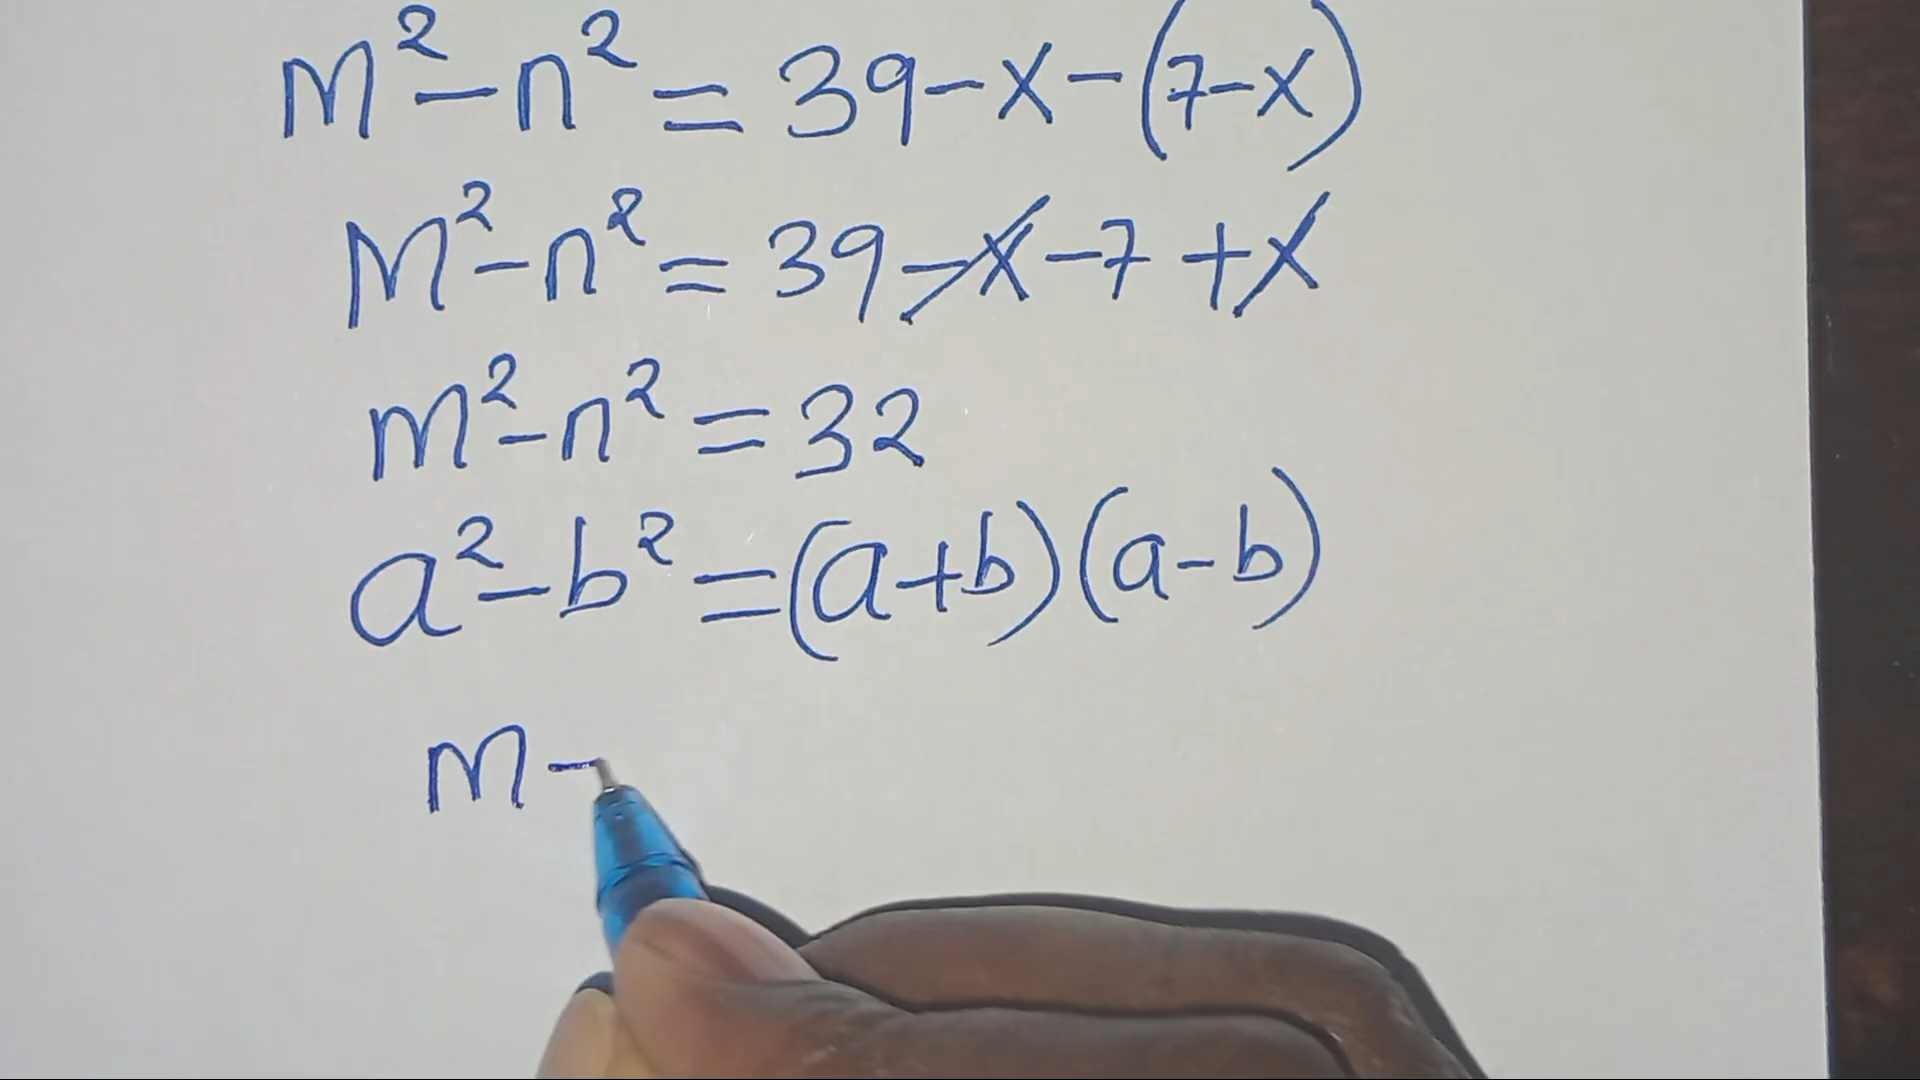 m² - n² = 39 - x - (7 - x)
m² - n² = 39 - x - 7 + x
m² - n² = 32
a² - b² = (a + b)(a - b)
m -